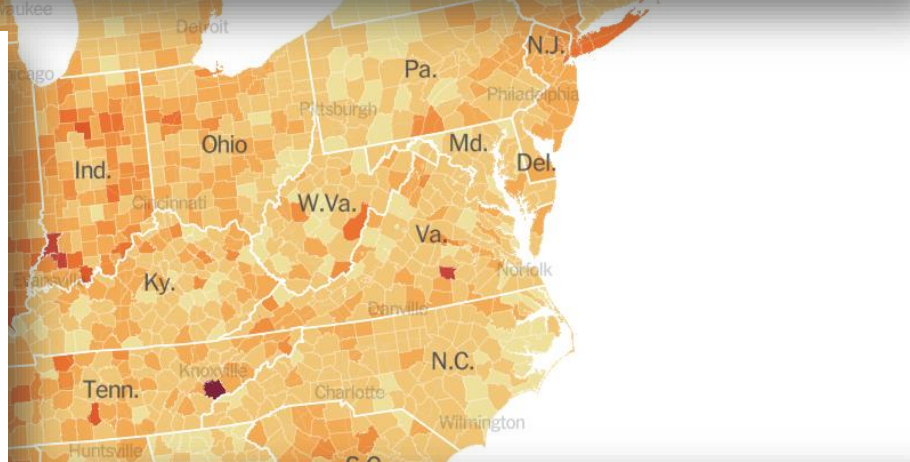 Detroit
N.J.
Pa.
Pittsburgh
Philadelphia
Ohio
Md.
Del.
Ind.
Cincinnati
W.Va.
Va.
Norfolk
Evansville
Ky.
Danville
N.C.
Knoxville
Tenn.
Charlotte
Wilmington
Huntsville
S.C.